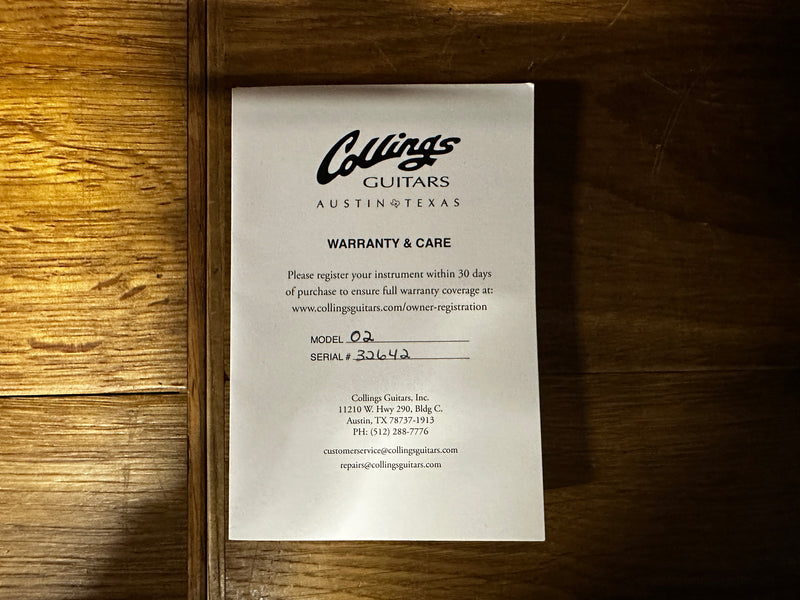 Collings
GUITARS
AUSTIN TEXAS
WARRANTY & CARE
Please register your instrument within 30 days
of purchase to ensure full warranty coverage at:
www.collingsguitars.com/owner-registration
MODEL 02
SERIAL # 32642
Collings Guitars, Inc.
11210 W. Hwy 290, Bldg C.
Austin, TX 78737-1913
PH: (512) 288-7776
customerservice@collingsguitars.com
repairs@collingsguitars.com